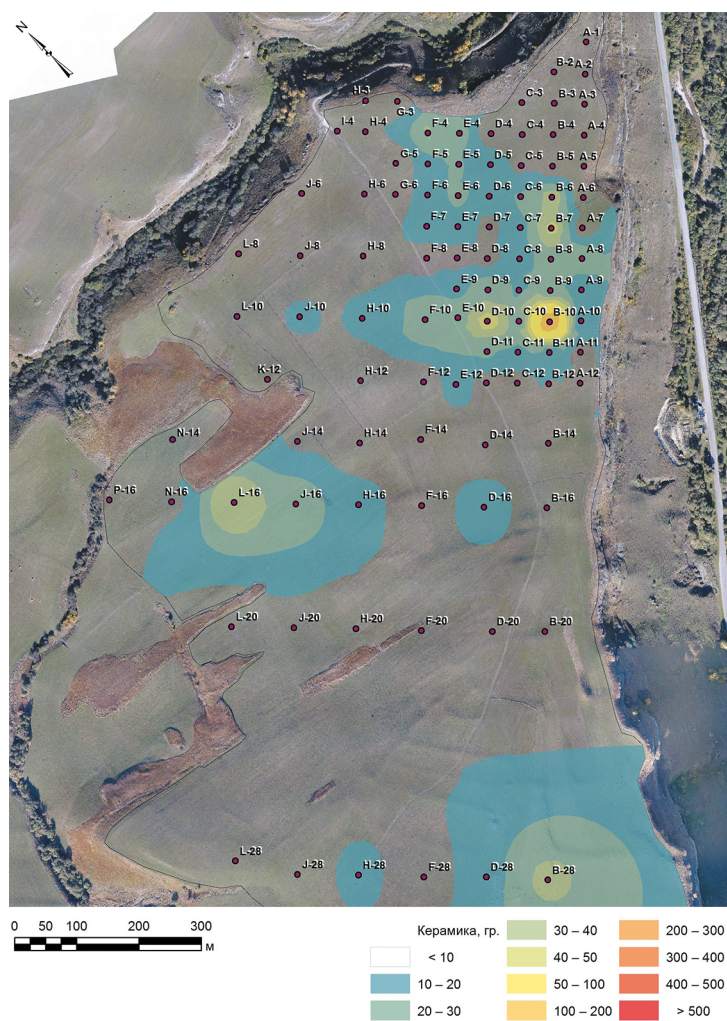 N
A-1
B-2 A-2
H-3 G-3 C-3 B-3 A-3
I-4 H-4 F-4 E-4 D-4 C-4 B-4 A-4
G-5 F-5 E-5 D-5 C-5 B-5 A-5
J-6 H-6 G-6 F-6 E-6 D-6 C-6 B-6 A-6
F-7 E-7 D-7 C-7 B-7 A-7
L-8 J-8 H-8 F-8 E-8 D-8 C-8 B-8 A-8
E-9 D-9 C-9 B-9 A-9
L-10 J-10 H-10 F-10 E-10 D-10 C-10 B-10 A-10
D-11 C-11 B-11 A-11
K-12 H-12 F-12 E-12 D-12 C-12 B-12 A-12
N-14 J-14 H-14 F-14 D-14 B-14
P-16 N-16 L-16 J-16 H-16 F-16 D-16 B-16
L-20 J-20 H-20 F-20 D-20 B-20
L-28 J-28 H-28 F-28 D-28 B-28
0 50 100 200 300
м
Керамика, гр.
< 10
10 – 20
20 – 30
30 – 40
40 – 50
50 – 100
100 – 200
200 – 300
300 – 400
400 – 500
> 500